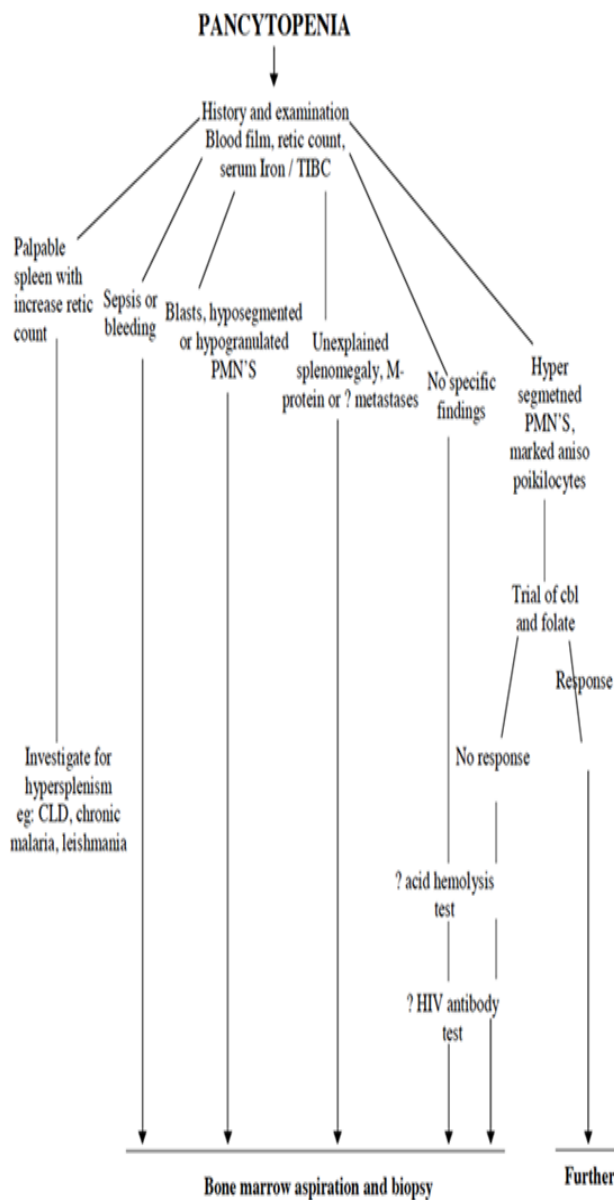 PANCYTOPENIA
History and examination
Blood film, retic count,
serum Iron / TIBC
Palpable
spleen with
increase retic
count
Sepsis or
bleeding
Blasts, hyposegmented
or hypogranulated
PMN'S
Unexplained
splenomegaly, M-
protein or ? metastases
No specific
findings
Hyper
segmetned
PMN'S,
marked aniso
poikilocytes
Trial of cbl
and folate
Response
No response
Investigate for
hypersplenism
eg: CLD, chronic
malaria, leishmania
? acid hemolysis
test
? HIV antibody
test
Bone marrow aspiration and biopsy
Further